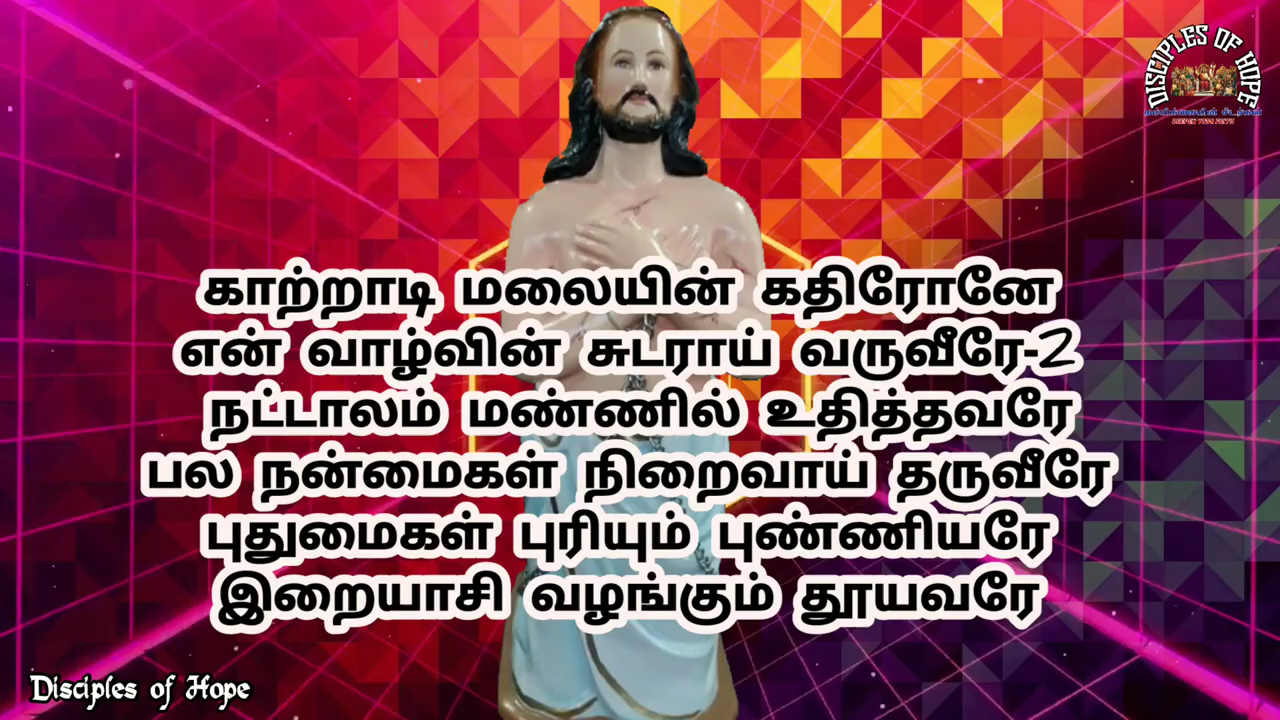 DISCIPLES OF HOPE
காற்றாடி மலையின் கதிரோனே
என் வாழ்வின் சுடராய் வருவீரே-2
நட்டாலம் மண்ணில் உதித்தவரே
பல நன்மைகள் நிறைவாய் தருவீரே
புதுமைகள் புரியும் புண்ணியரே
இறையாசி வழங்கும் தூயவரே
Disciples of Hope